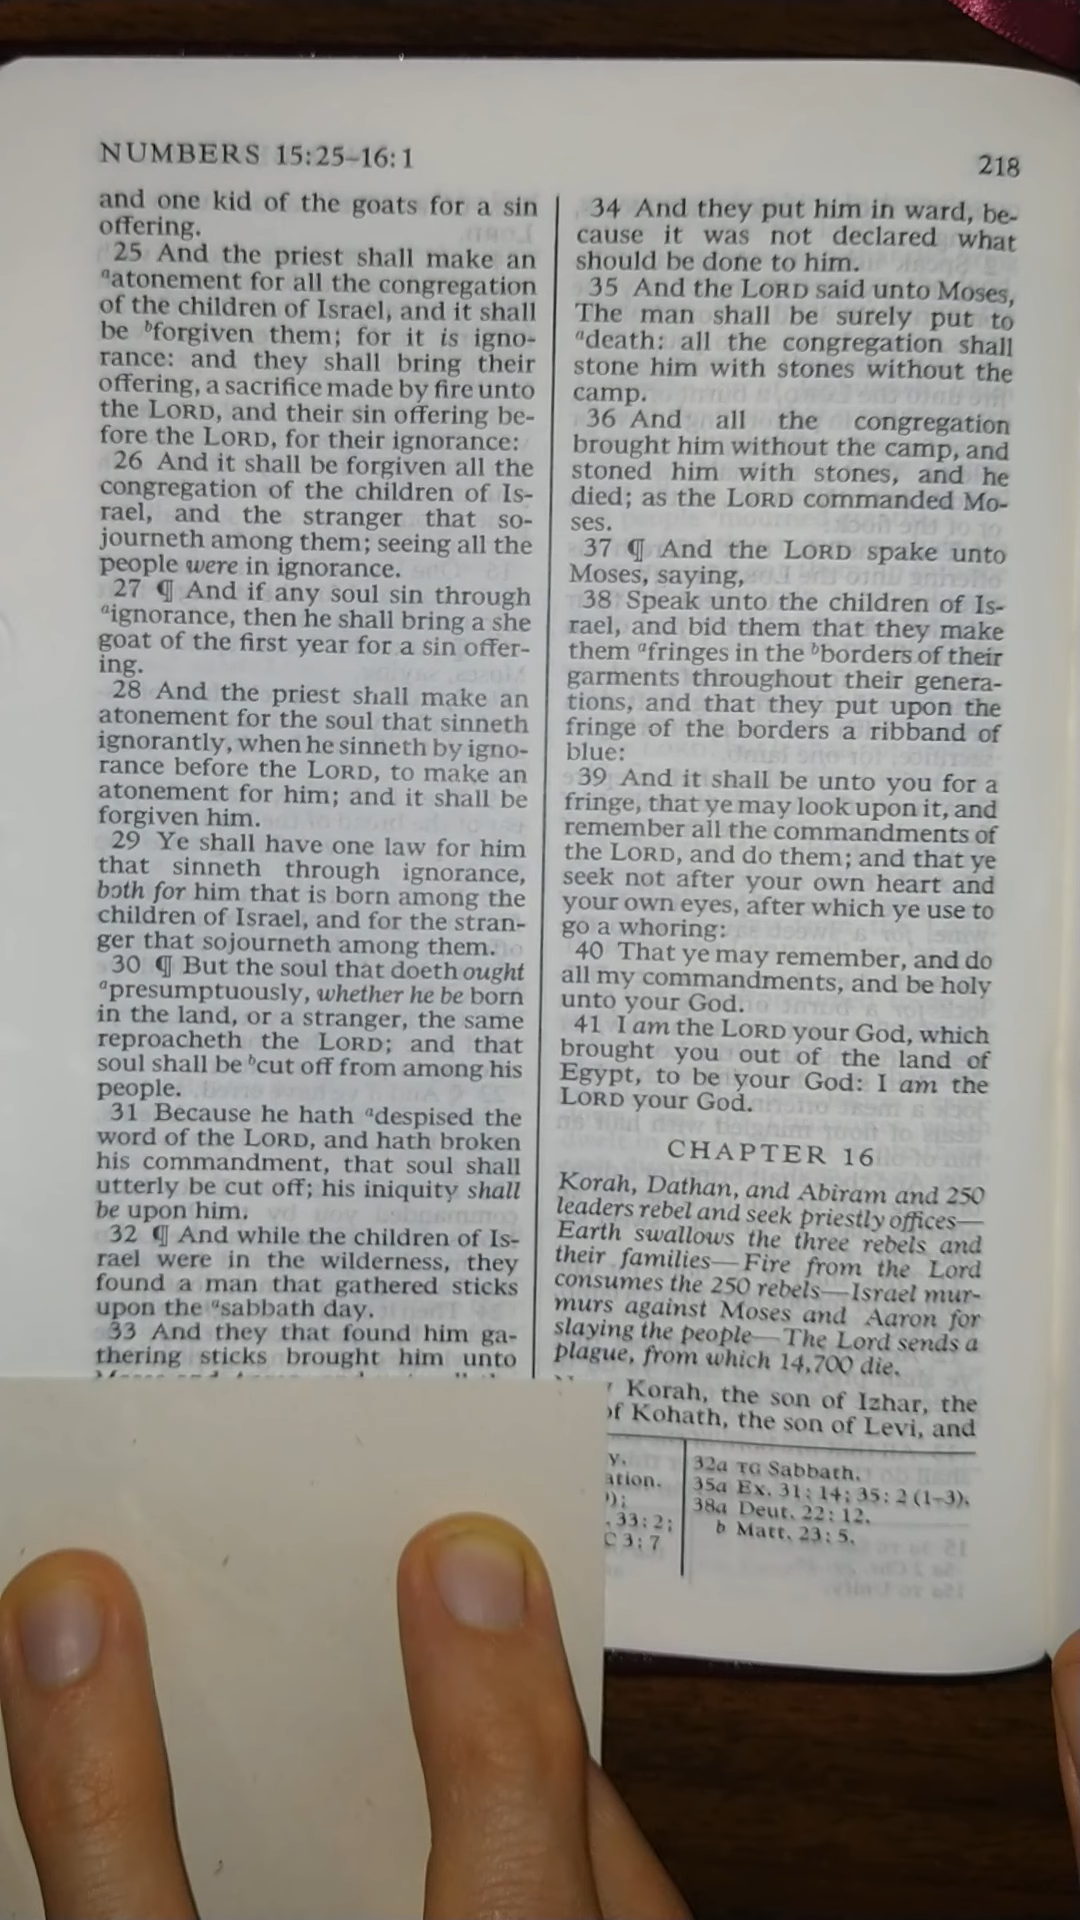 NUMBERS 15:25–16:1
218
and one kid of the goats for a sin
offering.
25 And the priest shall make an
ᵃatonement for all the congregation
of the children of Israel, and it shall
be ᵇforgiven them; for it is igno-
rance: and they shall bring their
offering, a sacrifice made by fire unto
the LORD, and their sin offering be-
fore the LORD, for their ignorance:
26 And it shall be forgiven all the
congregation of the children of Is-
rael, and the stranger that so-
journeth among them; seeing all the
people were in ignorance.
27 ¶ And if any soul sin through
ᵃignorance, then he shall bring a she
goat of the first year for a sin offer-
ing.
28 And the priest shall make an
atonement for the soul that sinneth
ignorantly, when he sinneth by igno-
rance before the LORD, to make an
atonement for him; and it shall be
forgiven him.
29 Ye shall have one law for him
that sinneth through ignorance,
both for him that is born among the
children of Israel, and for the stran-
ger that sojourneth among them.
30 ¶ But the soul that doeth ought
ᵃpresumptuously, whether he be born
in the land, or a stranger, the same
reproacheth the LORD; and that
soul shall be ᵇcut off from among his
people.
31 Because he hath ᵃdespised the
word of the LORD, and hath broken
his commandment, that soul shall
utterly be cut off; his iniquity shall
be upon him.
32 ¶ And while the children of Is-
rael were in the wilderness, they
found a man that gathered sticks
upon the ᵃsabbath day.
33 And they that found him ga-
thering sticks brought him unto
34 And they put him in ward, be-
cause it was not declared what
should be done to him.
35 And the LORD said unto Moses,
The man shall be surely put to
ᵃdeath: all the congregation shall
stone him with stones without the
camp.
36 And all the congregation
brought him without the camp, and
stoned him with stones, and he
died; as the LORD commanded Mo-
ses.
37 ¶ And the LORD spake unto
Moses, saying,
38 Speak unto the children of Is-
rael, and bid them that they make
them ᵃfringes in the ᵇborders of their
garments throughout their genera-
tions, and that they put upon the
fringe of the borders a ribband of
blue:
39 And it shall be unto you for a
fringe, that ye may look upon it, and
remember all the commandments of
the LORD, and do them; and that ye
seek not after your own heart and
your own eyes, after which ye use to
go a whoring:
40 That ye may remember, and do
all my commandments, and be holy
unto your God.
41 I am the LORD your God, which
brought you out of the land of
Egypt, to be your God: I am the
LORD your God.
CHAPTER 16
Korah, Dathan, and Abiram and 250
leaders rebel and seek priestly offices—
Earth swallows the three rebels and
their families—Fire from the Lord
consumes the 250 rebels—Israel mur-
murs against Moses and Aaron for
slaying the people—The Lord sends a
plague, from which 14,700 die.
Korah, the son of Izhar, the
of Kohath, the son of Levi, and
y.
ation.
);
33:2;
C 3:7
32a TG Sabbath.
35a Ex. 31:14; 35:2 (1–3).
38a Deut. 22:12.
b Matt. 23:5.